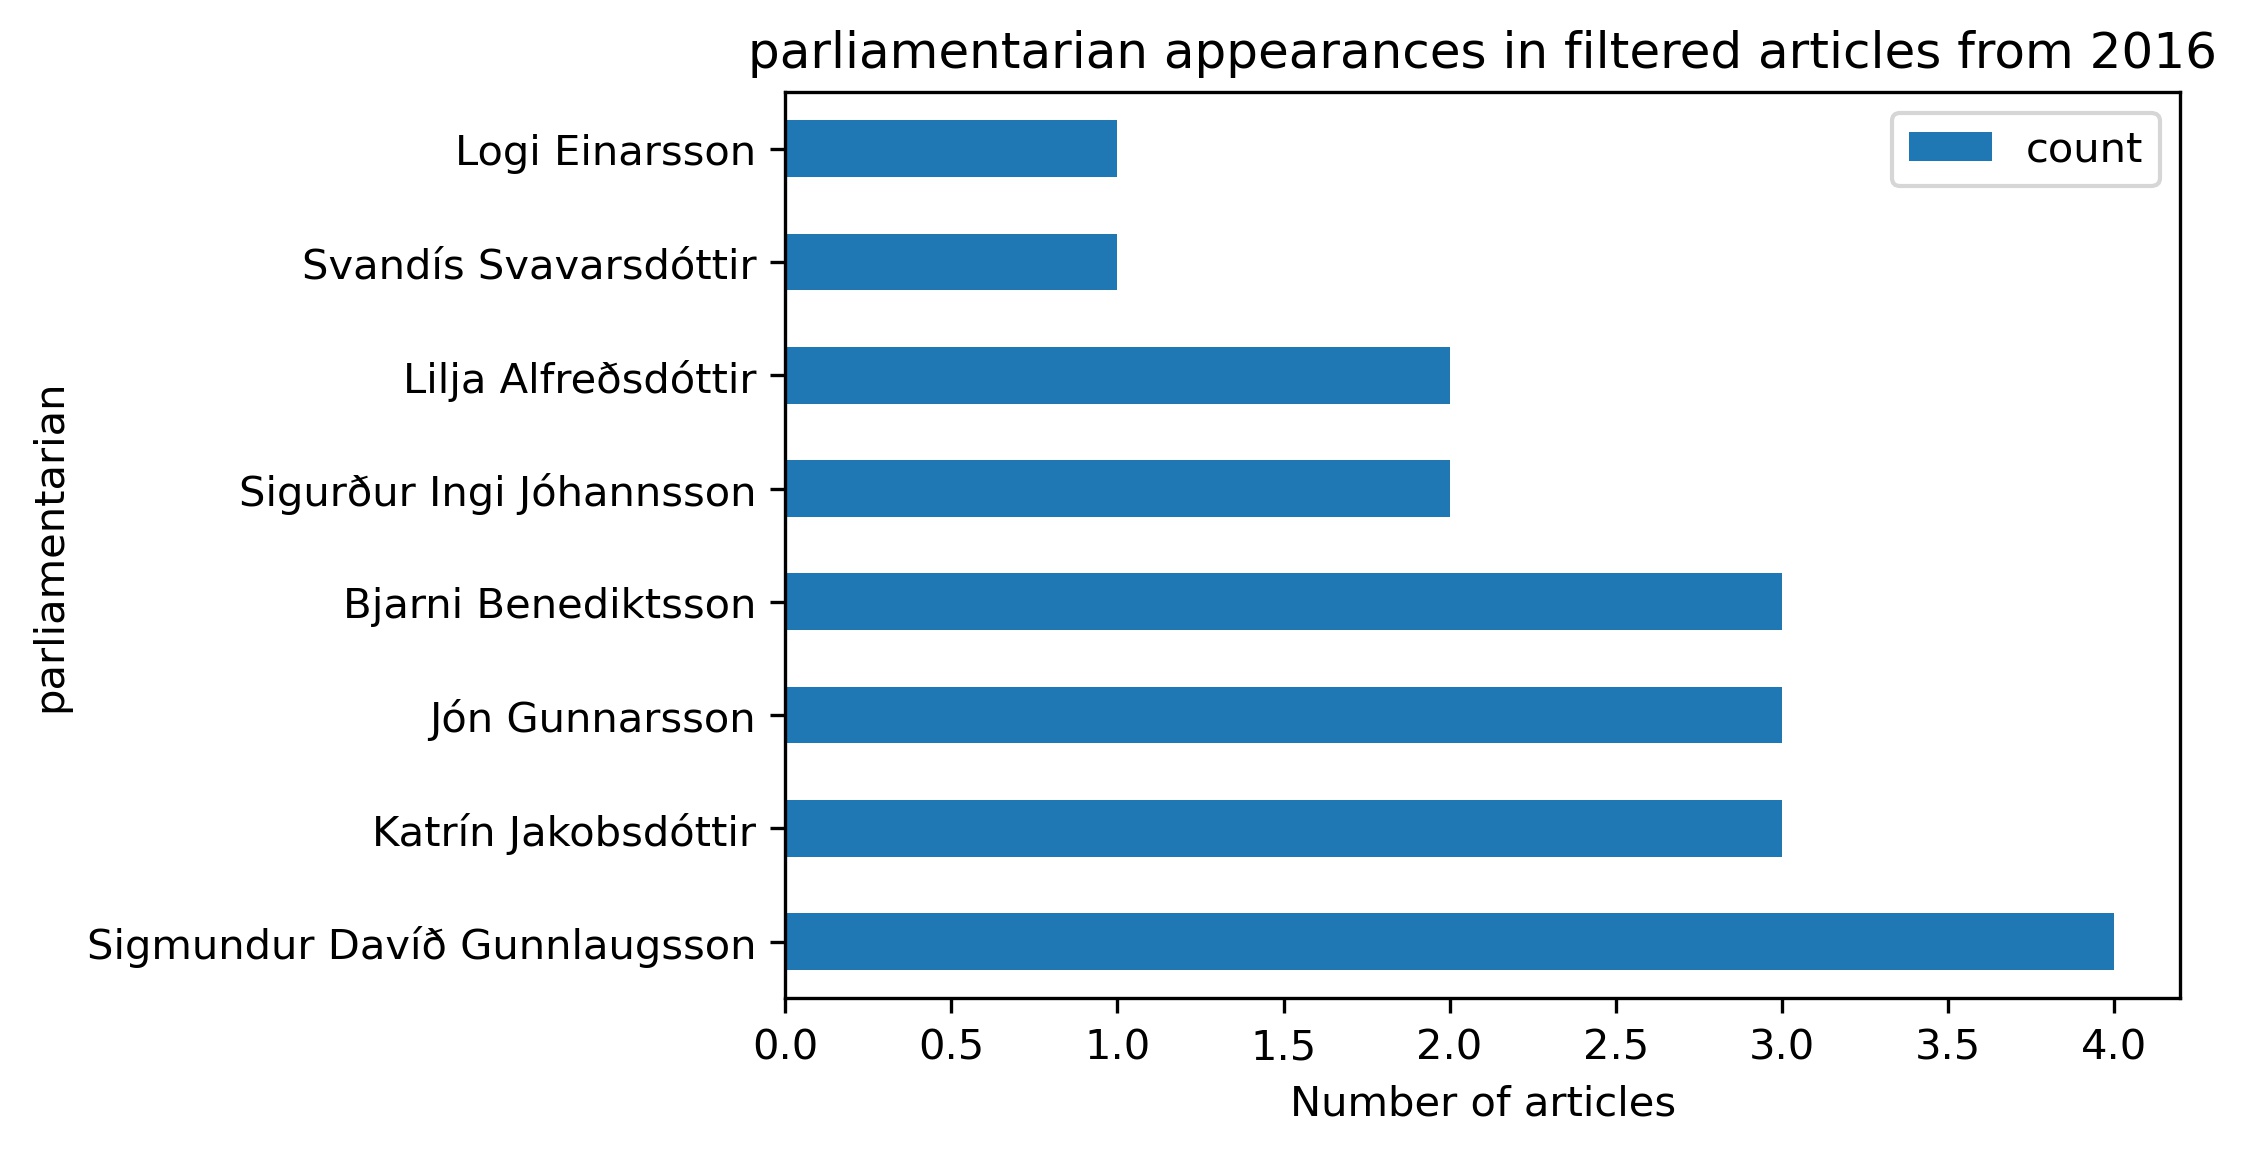 parliamentarian appearances in filtered articles from 2016
count
Logi Einarsson
Svandís Svavarsdóttir
Lilja Alfreðsdóttir
Sigurður Ingi Jóhannsson
Bjarni Benediktsson
Jón Gunnarsson
Katrín Jakobsdóttir
Sigmundur Davíð Gunnlaugsson
parliamentarian
0.0 0.5 1.0 1.5 2.0 2.5 3.0 3.5 4.0
Number of articles